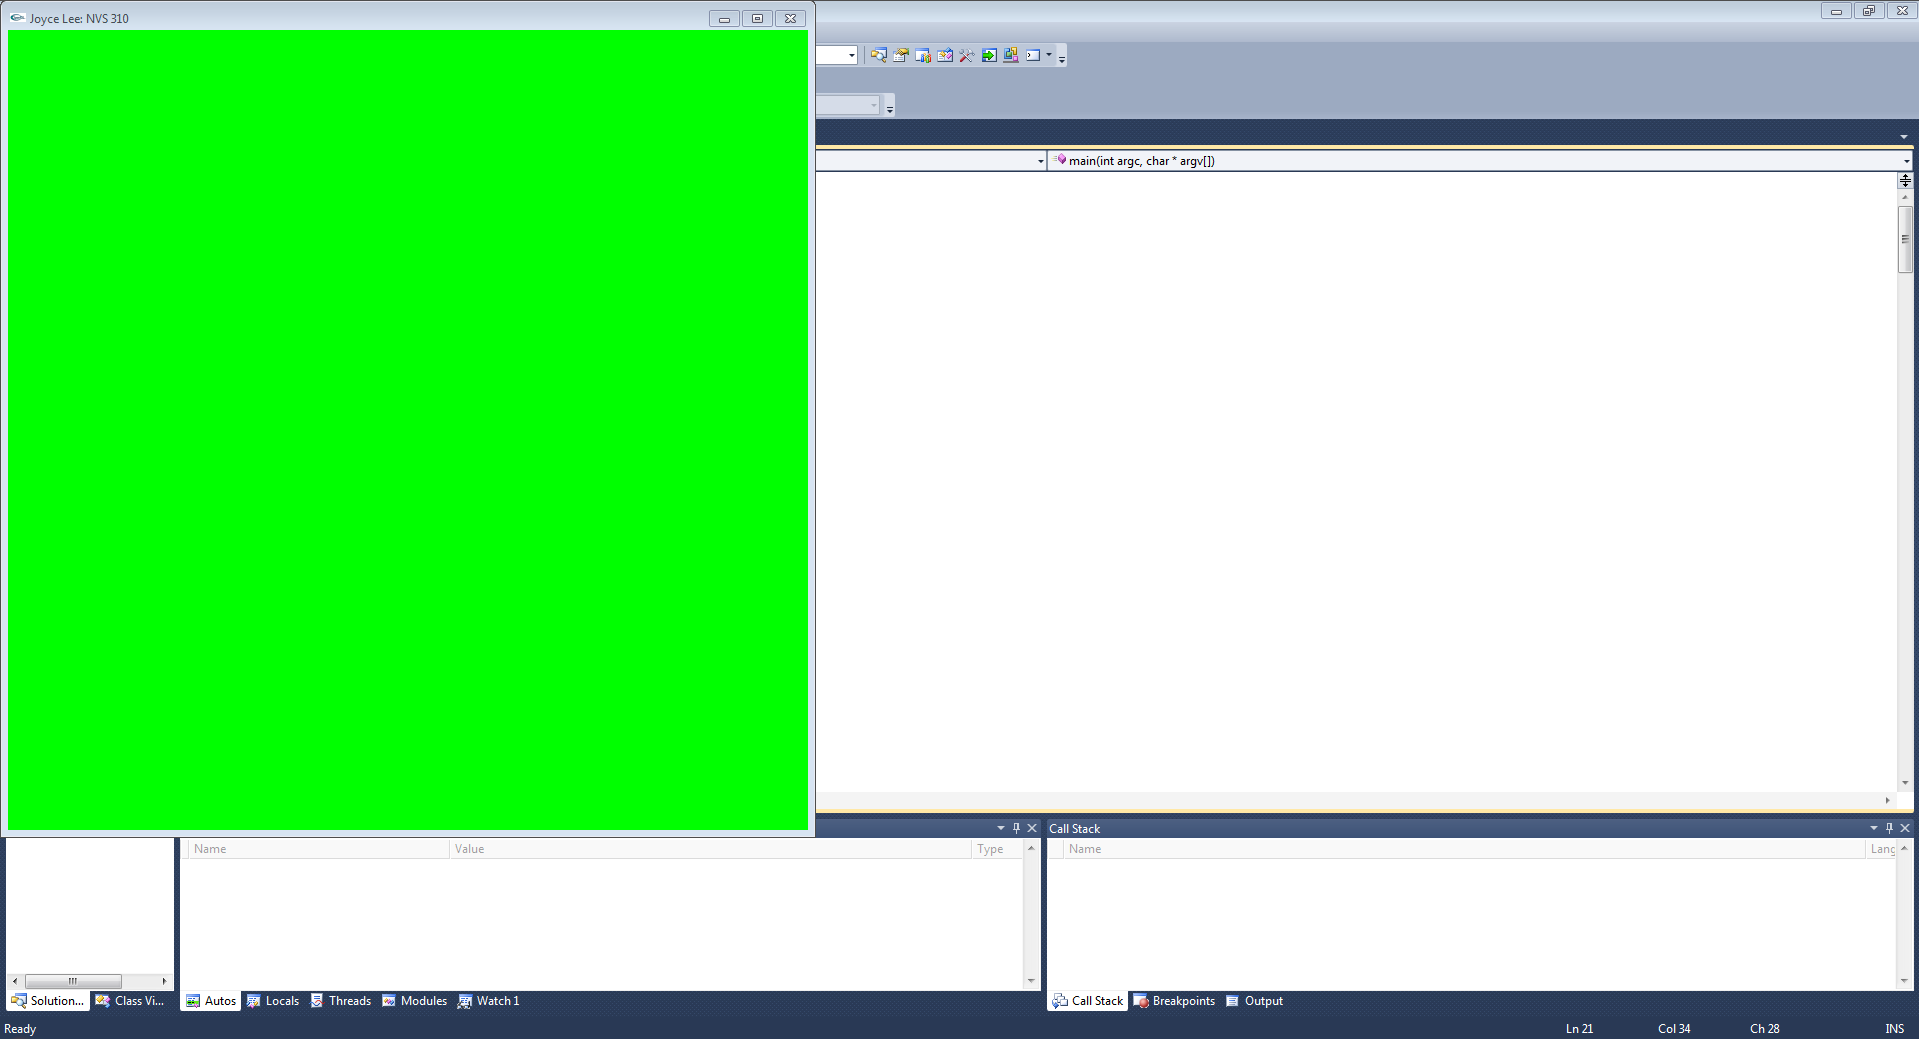 Joyce Lee: NVS 310
main(int argc, char * argv[])
Call Stack
Name Value Type
Name Lang
Solution... Class Vi... Autos Locals Threads Modules Watch 1 Call Stack Breakpoints Output
Ready Ln 21 Col 34 Ch 28 INS